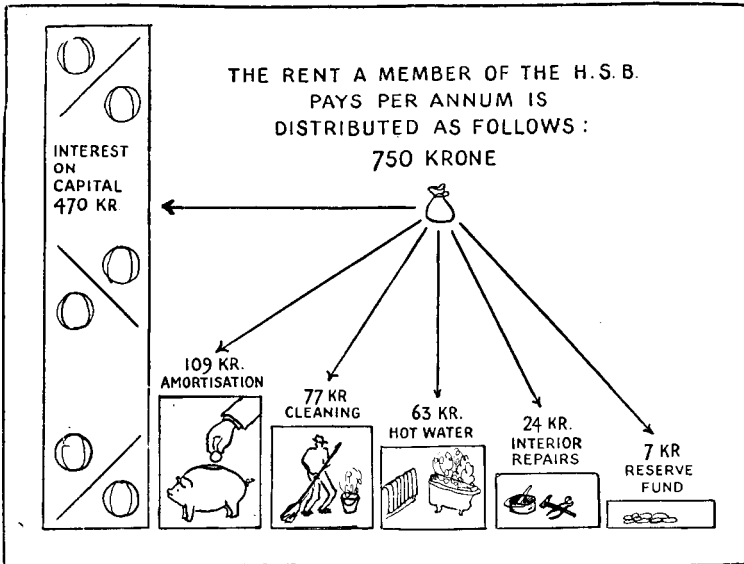 THE RENT A MEMBER OF THE H.S.B.
PAYS PER ANNUM IS
DISTRIBUTED AS FOLLOWS:
750 KRONE
INTEREST
ON
CAPITAL
470 KR
109 KR.
AMORTISATION
77 KR
CLEANING
63 KR.
HOT WATER
24 KR.
INTERIOR
REPAIRS
7 KR
RESERVE
FUND